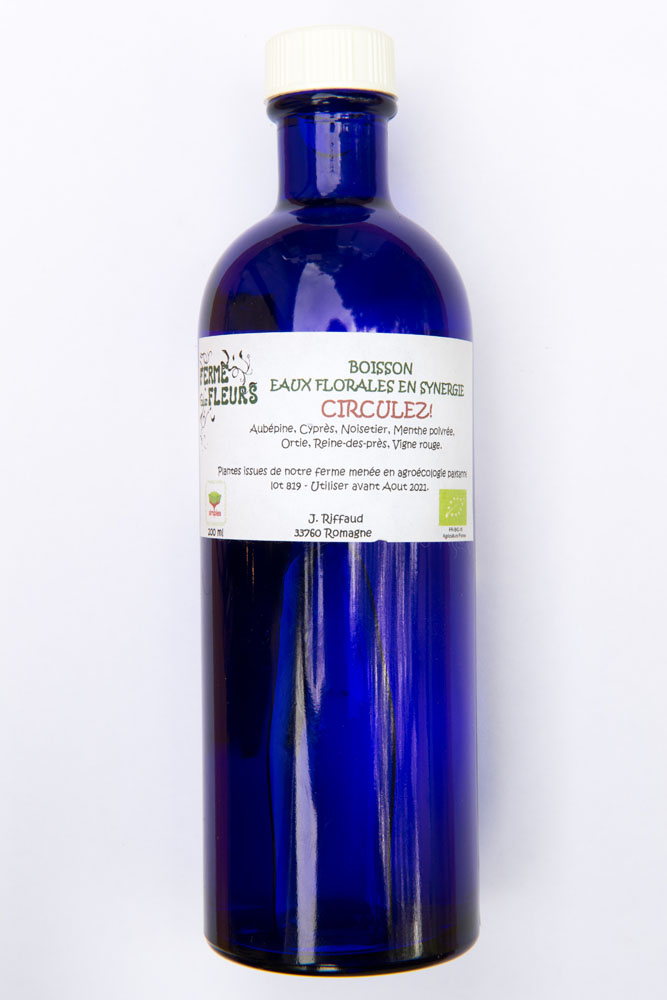 FERME
FLEURS
BOISSON
EAUX FLORALES EN SYNERGIE
CIRCULEZ!
Aubépine, Cyprès, Noisetier, Menthe poivrée,
Ortie, Reine-des-près, Vigne rouge.
Plantes issues de notre ferme menée en agroécologie paysanne
lot 819 - Utiliser avant Aout 2021.
J. Riffaud
33760 Romagne
200 ml